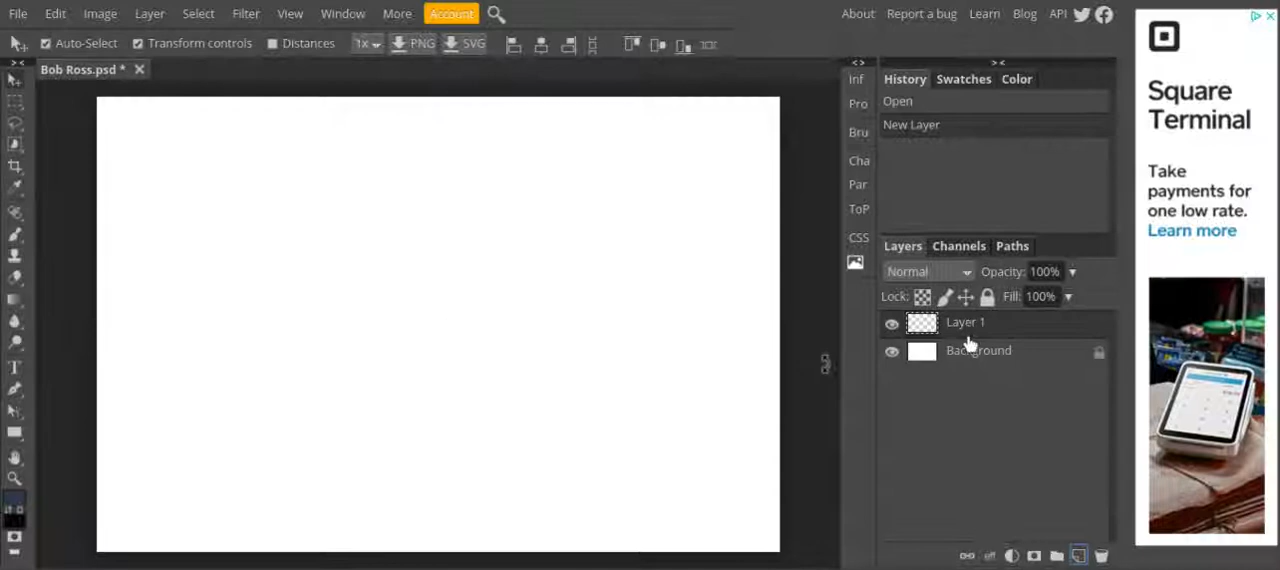 File Edit Image Layer Select Filter View Window More Account
About Report a bug Learn Blog API
Auto-Select Transform controls Distances 1x PNG SVG
Bob Ross.psd *
Inf
Pro
Bru
Cha
Par
ToP
CSS
History Swatches Color
Open
New Layer
Layers Channels Paths
Normal Opacity: 100%
Lock: Fill: 100%
Layer 1
Background
Square
Terminal
Take
payments for
one low rate.
Learn more